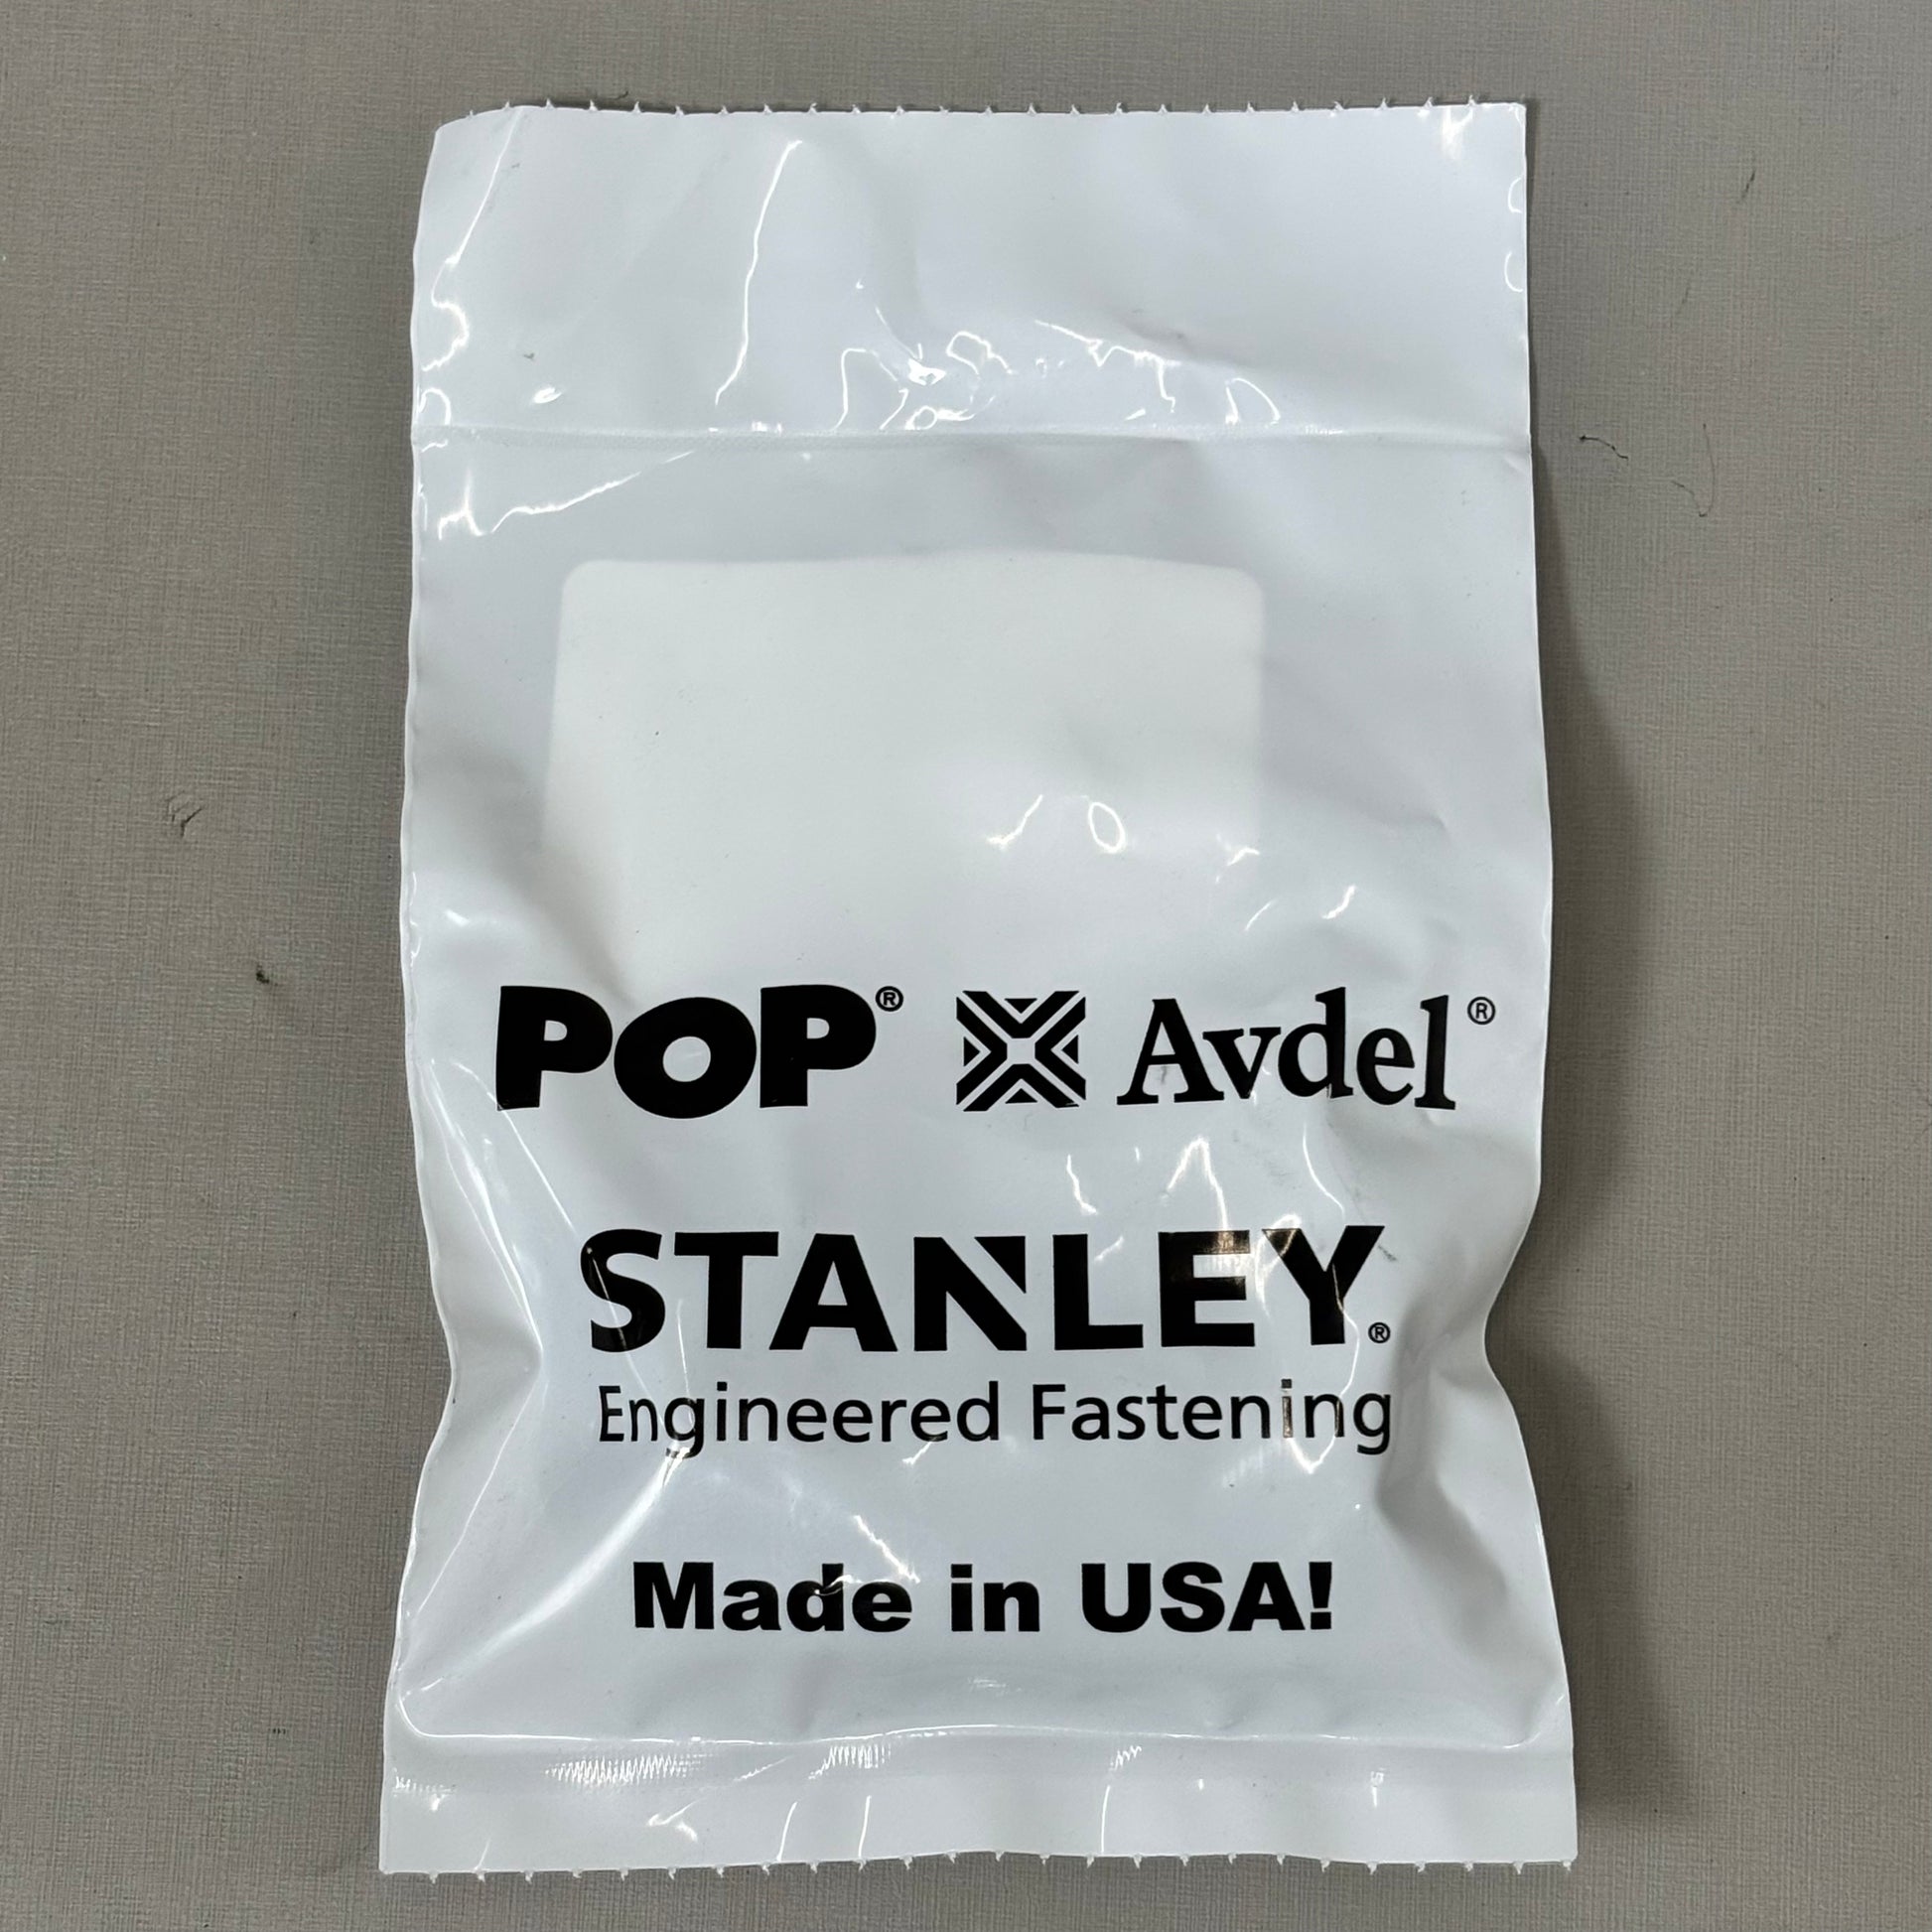 POP® Avdel®
STANLEY®
Engineered Fastening
Made in USA!